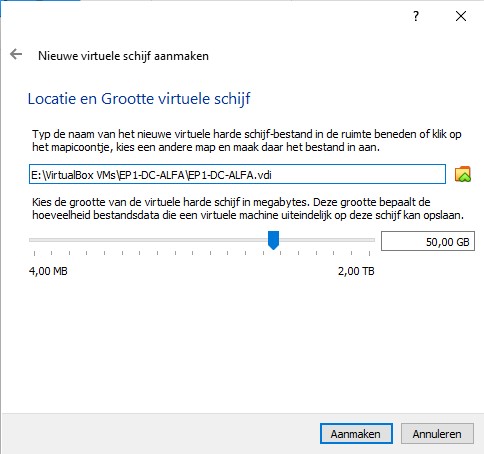 ?
Nieuwe virtuele schijf aanmaken
Locatie en Grootte virtuele schijf
Typ de naam van het nieuwe virtuele harde schijf-bestand in de ruimte beneden of klik op
het mapicoontje, kies een andere map en maak daar het bestand in aan.
E:\VirtualBox VMs\EP1-DC-ALFA\EP1-DC-ALFA.vdi
Kies de grootte van de virtuele harde schijf in megabytes. Deze grootte bepaalt de
hoeveelheid bestandsdata die een virtuele machine uiteindelijk op deze schijf kan opslaan.
50,00 GB
4,00 MB 2,00 TB
Aanmaken Annuleren